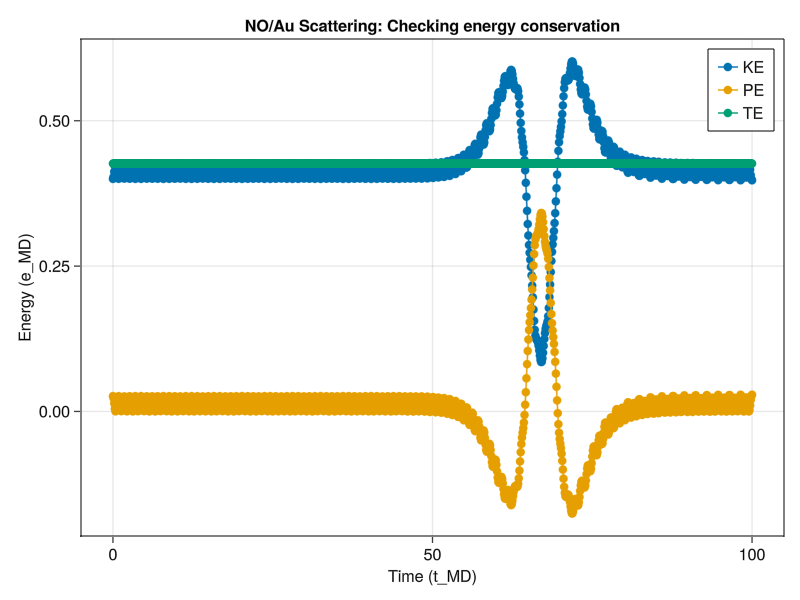 NO/Au Scattering: Checking energy conservation
KE
PE
TE
0.50
0.25
0.00
Energy (e_MD)
0
50
100
Time (t_MD)